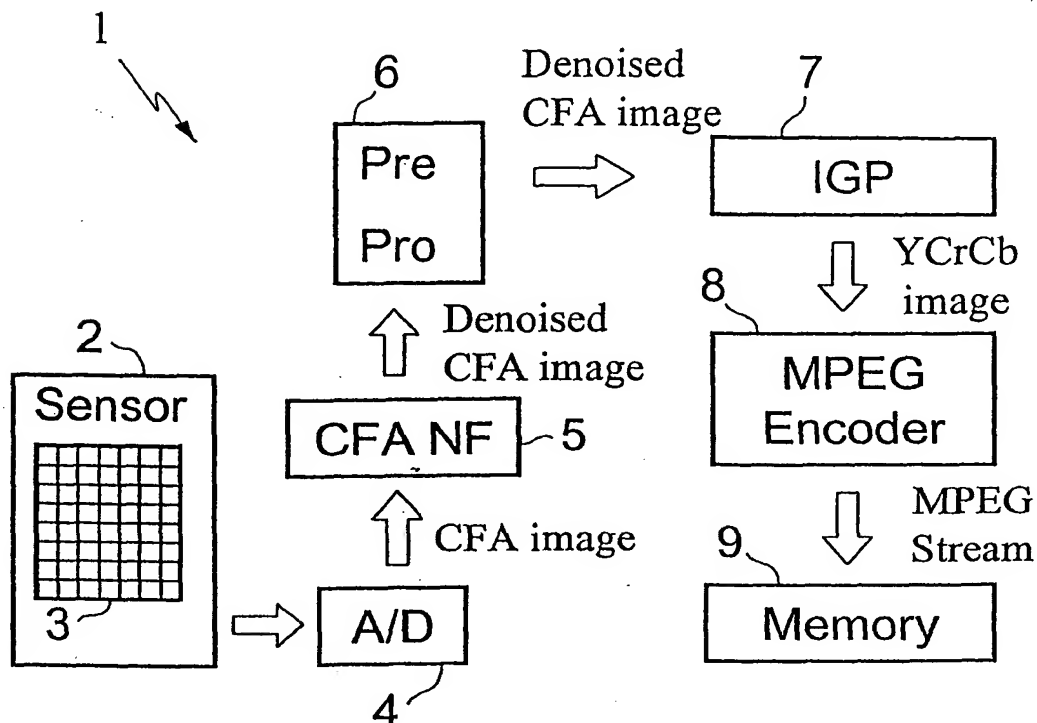 1
2
Sensor
3
A/D
4
CFA image
CFA NF
5
Denoised
CFA image
6
Pre
Pro
Denoised
CFA image
7
IGP
YCrCb
image
8
MPEG
Encoder
MPEG
Stream
9
Memory